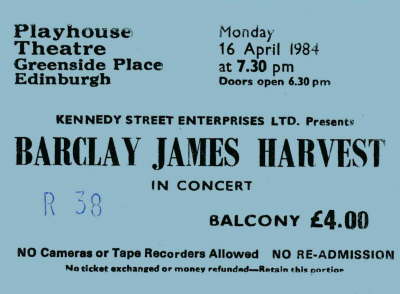 Playhouse
Theatre
Greenside Place
Edinburgh
Monday
16 April 1984
at 7.30 pm
Doors open 6.30 pm
KENNEDY STREET ENTERPRISES LTD. Presents
BARCLAY JAMES HARVEST
IN CONCERT
R 38
BALCONY £4.00
NO Cameras or Tape Recorders Allowed NO RE-ADMISSION
No ticket exchanged or money refunded—Retain this portion